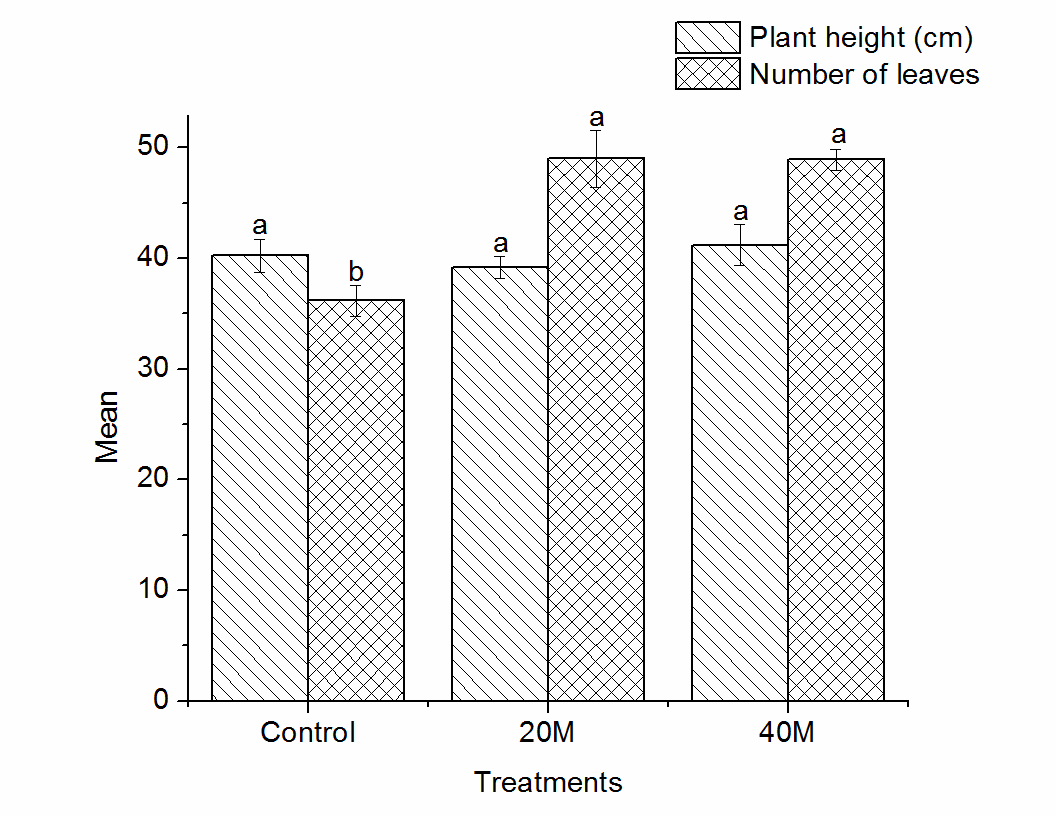 Plant height (cm)
Number of leaves
50
40
30
20
10
0
Mean
a
b
a
a
a
a
Control
20M
40M
Treatments